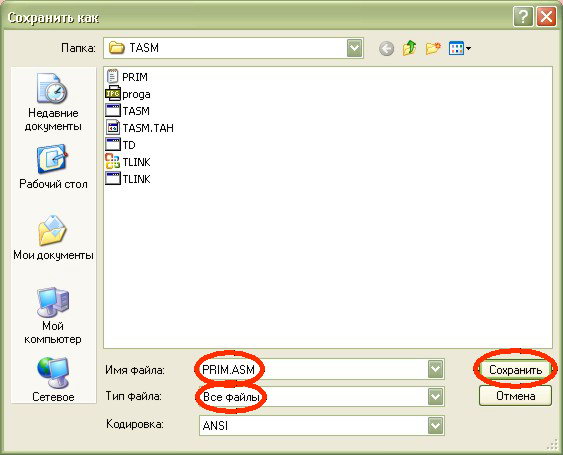 Сохранить как
Папка: TASM
PRIM
proga
TASM
TASM.TAH
TD
TLINK
TLINK
Недавние
документы
Рабочий стол
Мои документы
Мой
компьютер
Сетевое
Имя файла: PRIM.ASM Сохранить
Тип файла: Все файлы Отмена
Кодировка: ANSI